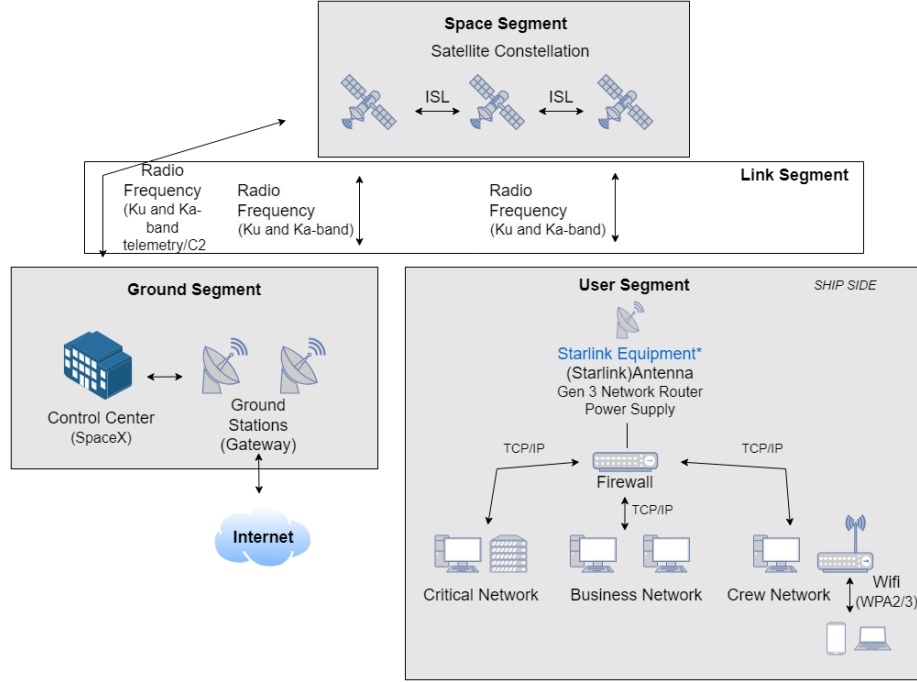 Space Segment
Satellite Constellation
ISL
ISL
Link Segment
Radio
Frequency
(Ku and Ka-
band
telemetry/C2
Radio
Frequency
(Ku and Ka-band)
Radio
Frequency
(Ku and Ka-band)
Ground Segment
Control Center
(SpaceX)
Ground
Stations
(Gateway)
Internet
User Segment
SHIP SIDE
Starlink Equipment*
(Starlink)Antenna
Gen 3 Network Router
Power Supply
TCP/IP
TCP/IP
Firewall
TCP/IP
Critical Network
Business Network
Crew Network
Wifi
(WPA2/3)